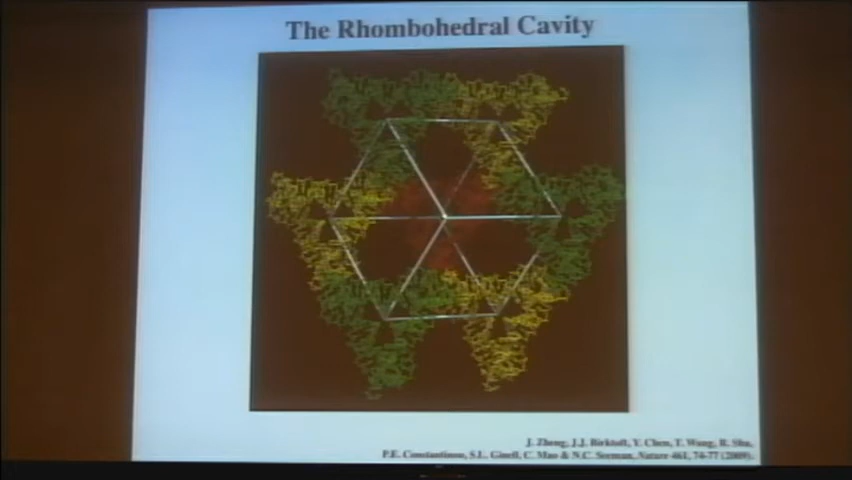 The Rhombohedral Cavity
J. Zheng, J.J. Birktoft, Y. Chen, T. Wang, R. Sha,
P.E. Constantinou, S.L. Ginell, C. Mao & N.C. Seeman, Nature 461, 74-77 (2009).